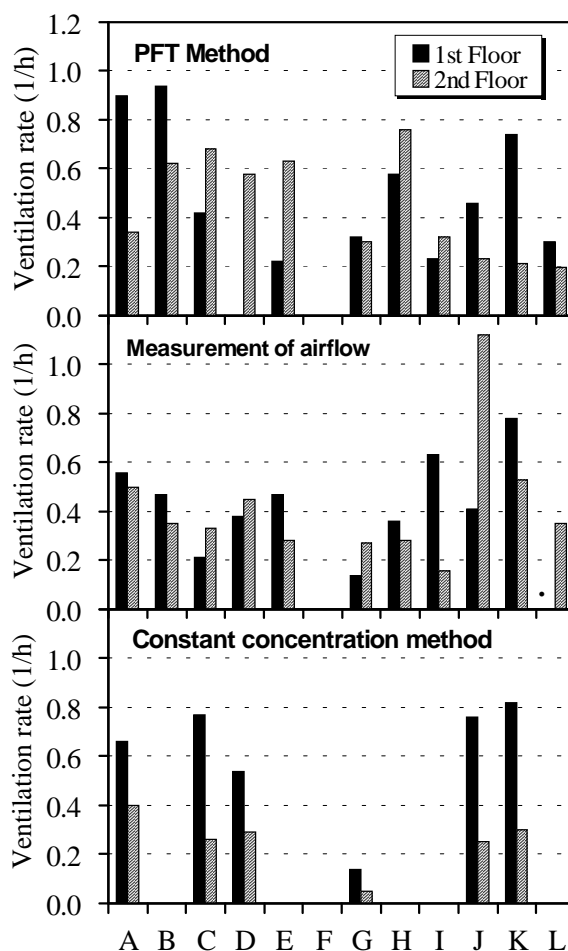 1.2
PFT Method
1st Floor
2nd Floor
1.0
0.8
0.6
0.4
0.2
0.0
Ventilation rate (1/h)
Measurement of airflow
1.0
0.8
0.6
0.4
0.2
0.0
Ventilation rate (1/h)
Constant concentration method
1.0
0.8
0.6
0.4
0.2
0.0
Ventilation rate (1/h)
A B C D E F G H I J K L